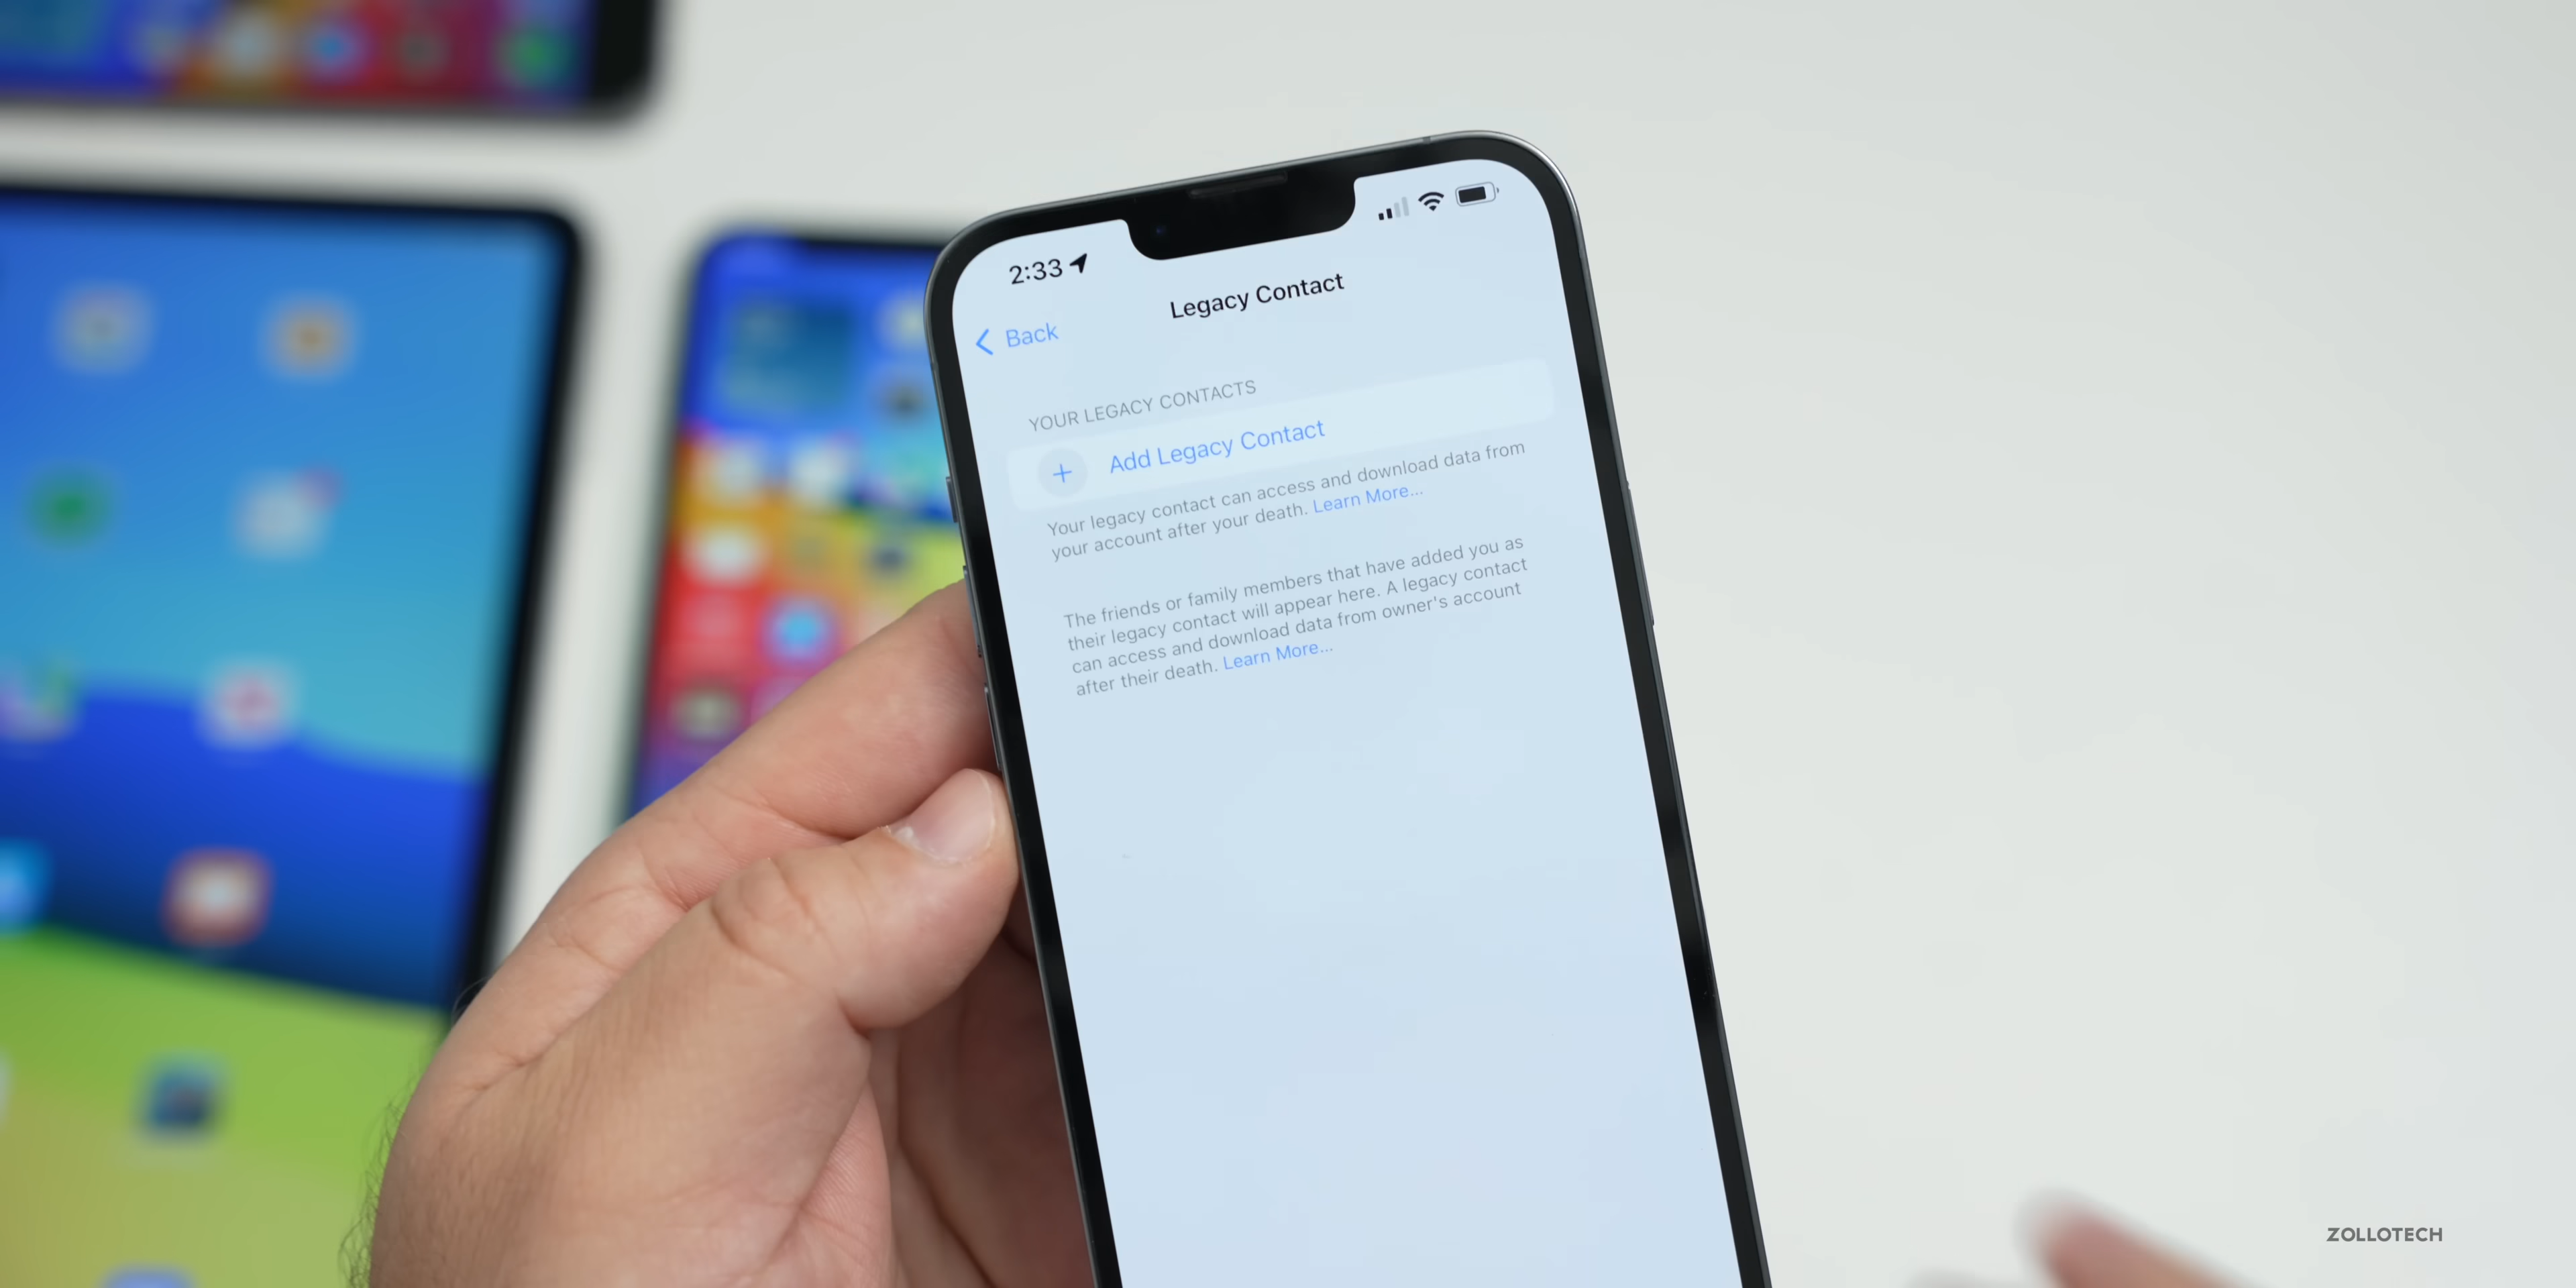 2:33
Legacy Contact
Back
YOUR LEGACY CONTACTS
Add Legacy Contact
Your legacy contact can access and download data from
your account after your death. Learn More...
The friends or family members that have added you as
their legacy contact will appear here. A legacy contact
can access and download data from owner's account
after their death. Learn More...
ZOLLOTECH